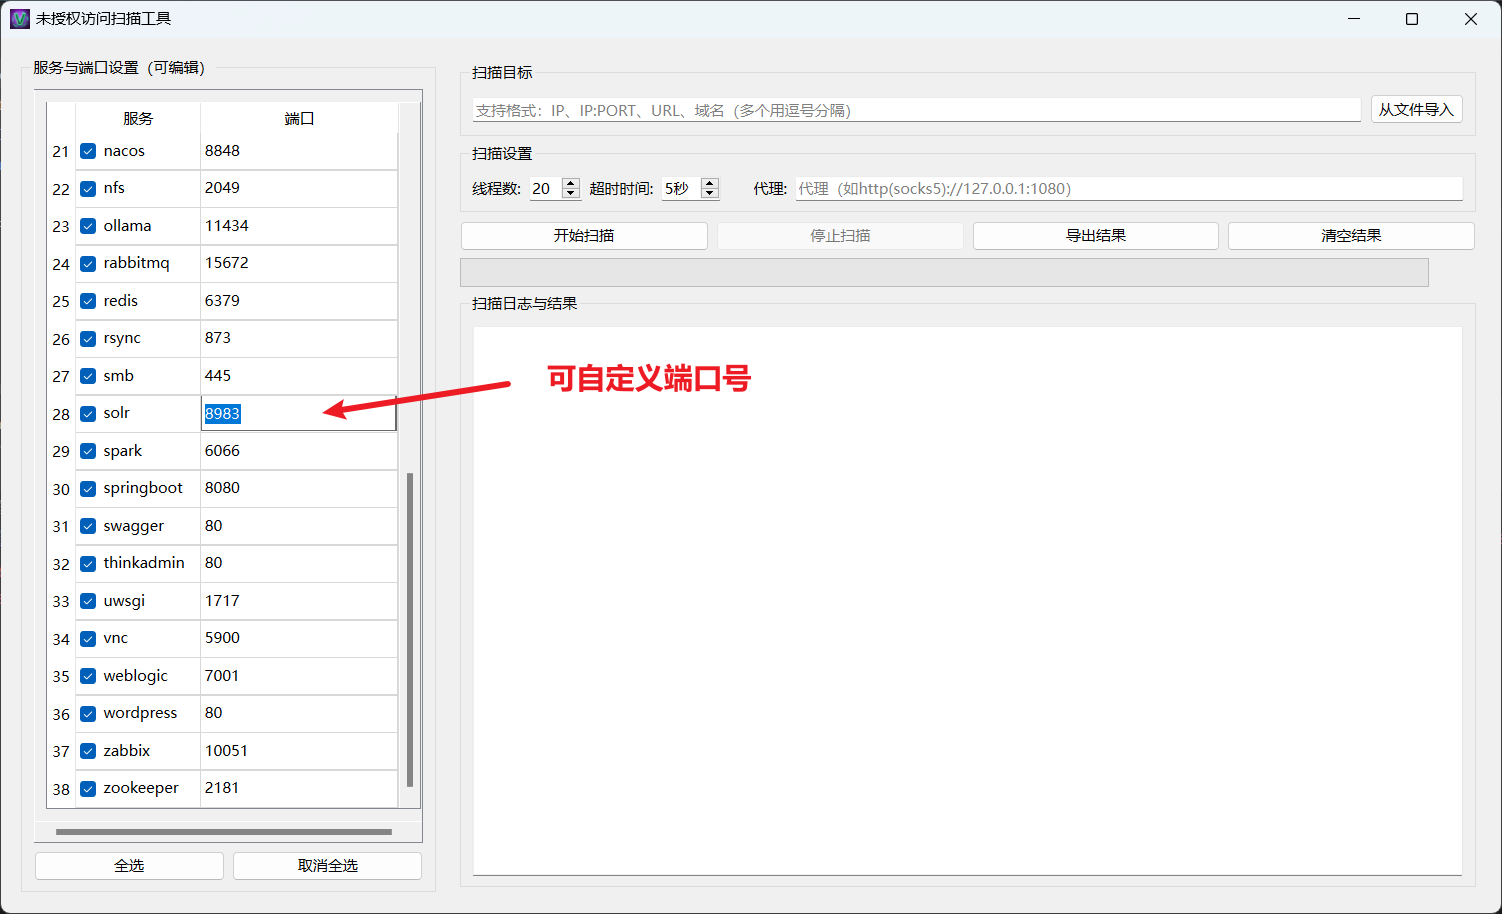 未授权访问扫描工具
服务与端口设置（可编辑）
服务 端口
21 nacos 8848
22 nfs 2049
23 ollama 11434
24 rabbitmq 15672
25 redis 6379
26 rsync 873
27 smb 445
28 solr 8983
29 spark 6066
30 springboot 8080
31 swagger 80
32 thinkadmin 80
33 uwsgi 1717
34 vnc 5900
35 weblogic 7001
36 wordpress 80
37 zabbix 10051
38 zookeeper 2181
全选 取消全选
扫描目标
支持格式：IP、IP:PORT、URL、域名（多个用逗号分隔） 从文件导入
扫描设置
线程数: 20 超时时间: 5秒 代理: 代理（如http(socks5)://127.0.0.1:1080）
开始扫描 停止扫描 导出结果 清空结果
扫描日志与结果
可自定义端口号